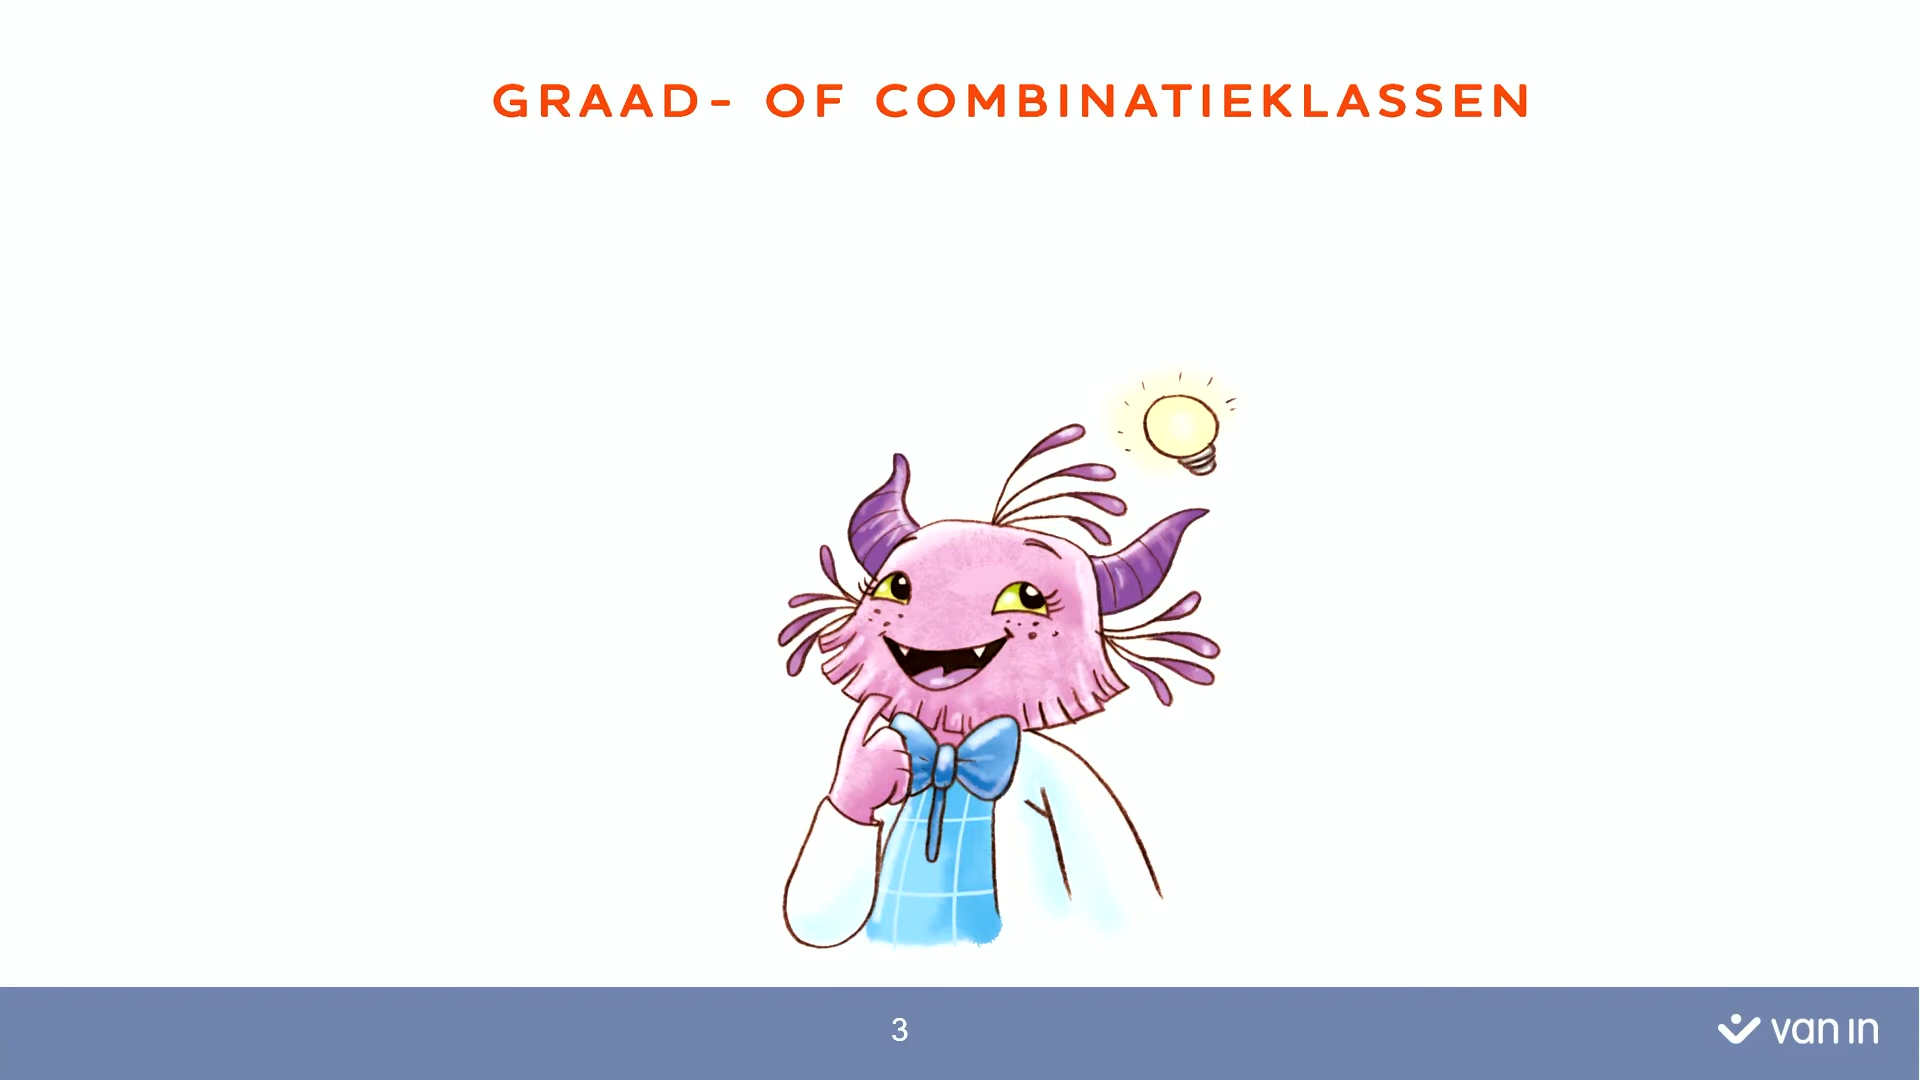 GRAAD- OF COMBINATIEKLASSEN
3
van in